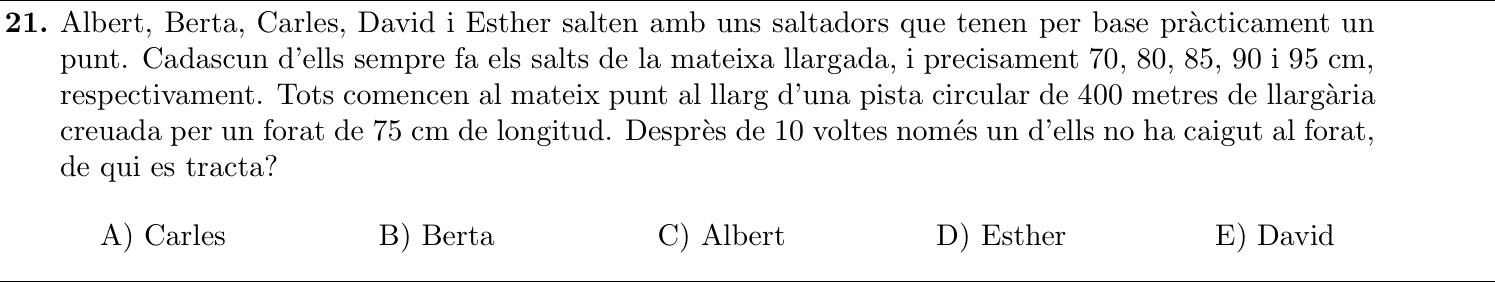 21. Albert, Berta, Carles, David i Esther salten amb uns saltadors que tenen per base pràcticament un
punt. Cadascun d'ells sempre fa els salts de la mateixa llargada, i precisament 70, 80, 85, 90 i 95 cm,
respectivament. Tots comencen al mateix punt al llarg d'una pista circular de 400 metres de llargària
creuada per un forat de 75 cm de longitud. Desprès de 10 voltes només un d'ells no ha caigut al forat,
de qui es tracta?
A) Carles B) Berta C) Albert D) Esther E) David